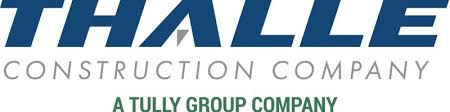 THALLE
CONSTRUCTION COMPANY
A TULLY GROUP COMPANY